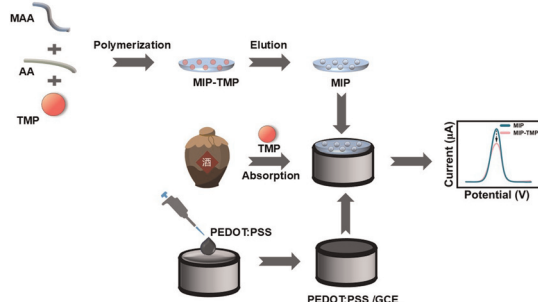 MAA
AA
TMP
Polymerization
MIP-TMP
Elution
MIP
酒
TMP
Absorption
PEDOT:PSS
PEDOT:PSS /GCE
Current (μA)
MIP
MIP-TMP
Potential (V)